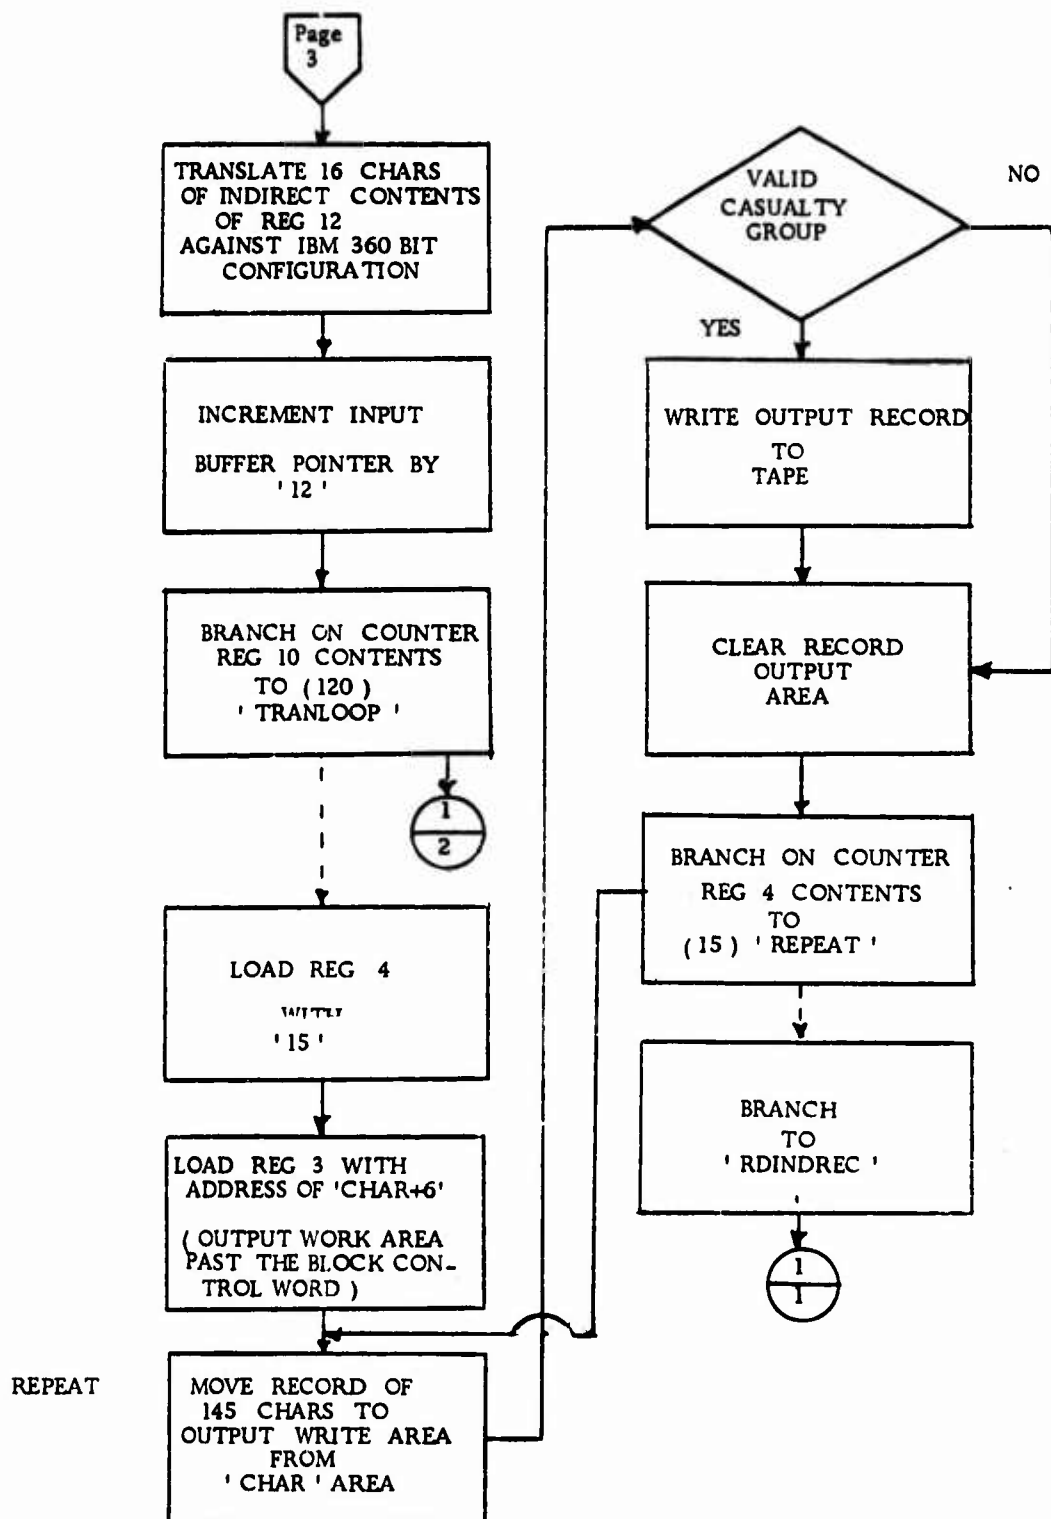 Page
3
TRANSLATE 16 CHARS
OF INDIRECT CONTENTS
OF REG 12
AGAINST IBM 360 BIT
CONFIGURATION
INCREMENT INPUT
BUFFER POINTER BY
'12'
BRANCH ON COUNTER
REG 10 CONTENTS
TO (120)
'TRANLOOP'
1
2
LOAD REG 4
'15'
LOAD REG 3 WITH
ADDRESS OF 'CHAR+6'
(OUTPUT WORK AREA
PAST THE BLOCK CON-
TROL WORD)
REPEAT
MOVE RECORD OF
145 CHARS TO
OUTPUT WRITE AREA
FROM
'CHAR' AREA
VALID
CASUALTY
GROUP
NO
YES
WRITE OUTPUT RECORD
TO
TAPE
CLEAR RECORD
OUTPUT
AREA
BRANCH ON COUNTER
REG 4 CONTENTS
TO
(15) 'REPEAT'
BRANCH
TO
'RDINDREC'
1
1